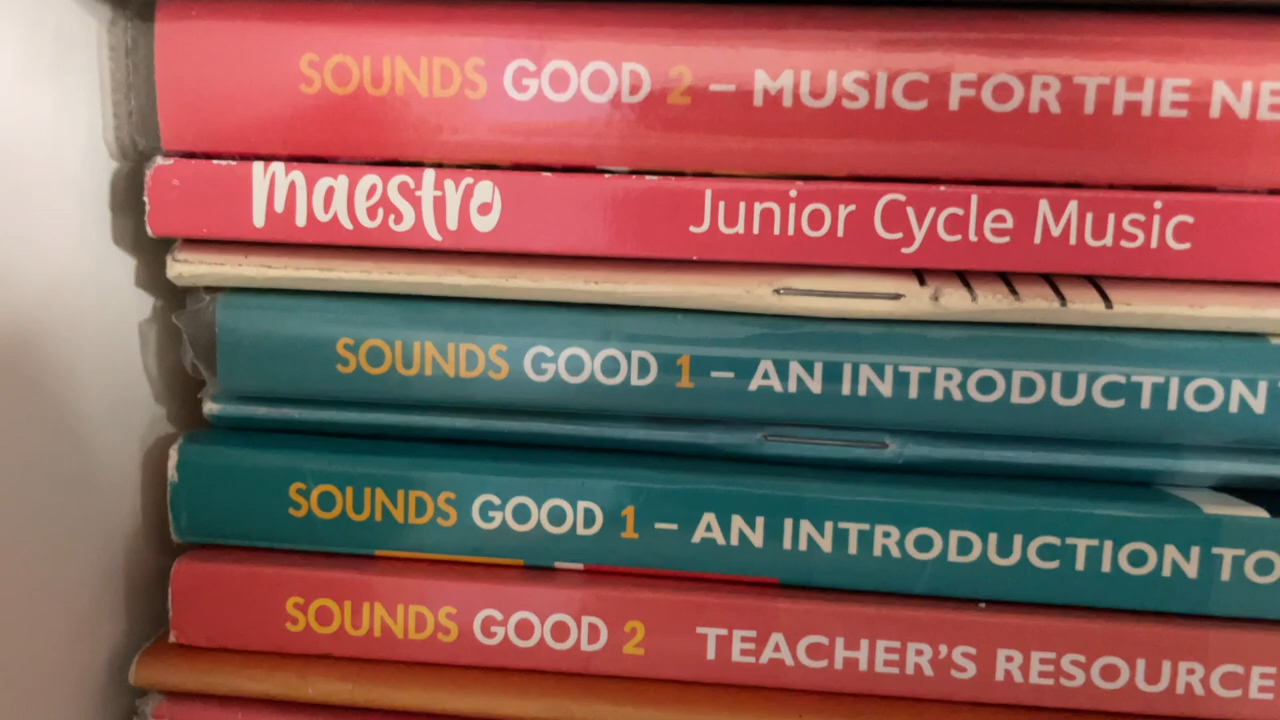 SOUNDS GOOD 2 – MUSIC FOR THE NE
maestro Junior Cycle Music
SOUNDS GOOD 1 – AN INTRODUCTION
SOUNDS GOOD 1 – AN INTRODUCTION TO
SOUNDS GOOD 2 TEACHER'S RESOURCE